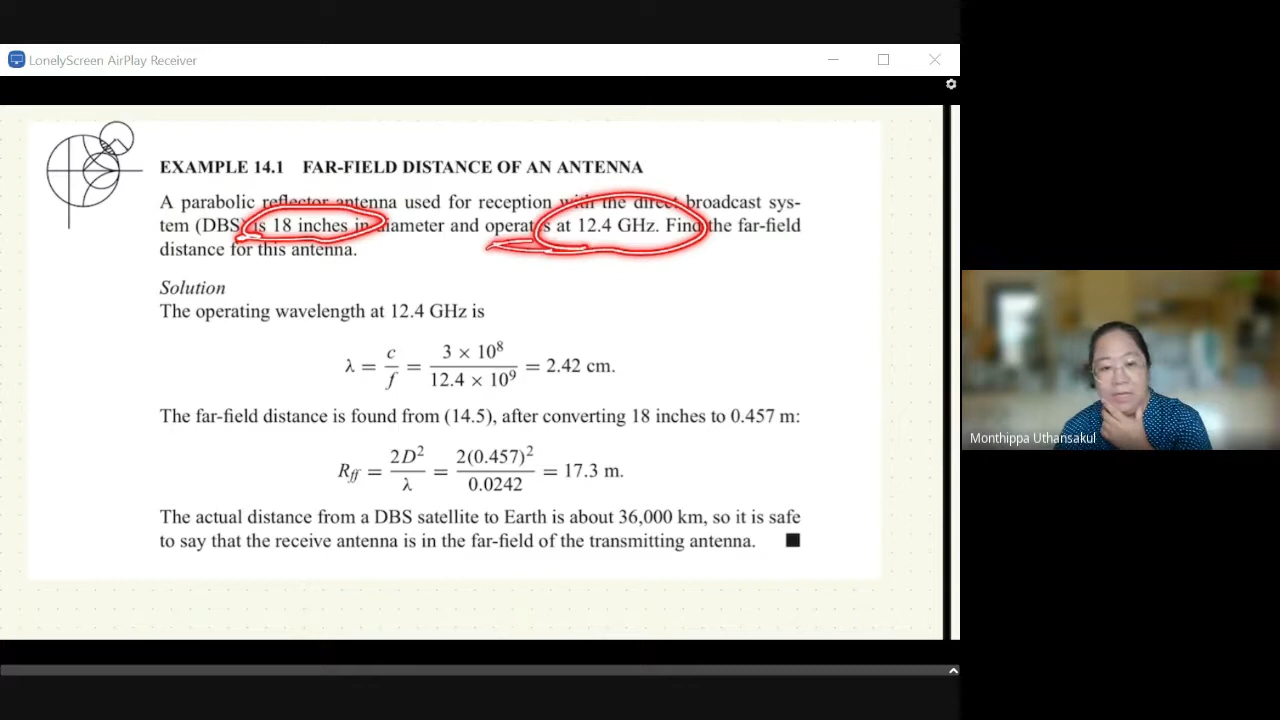 LonelyScreen AirPlay Receiver
EXAMPLE 14.1 FAR-FIELD DISTANCE OF AN ANTENNA
A parabolic reflector antenna used for reception with the direct broadcast sys-
tem (DBS) is 18 inches in diameter and operates at 12.4 GHz. Find the far-field
distance for this antenna.
Solution
The operating wavelength at 12.4 GHz is
λ = c/f = 3 × 10⁸/12.4 × 10⁹ = 2.42 cm.
The far-field distance is found from (14.5), after converting 18 inches to 0.457 m:
R_ff = 2D²/λ = 2(0.457)²/0.0242 = 17.3 m.
The actual distance from a DBS satellite to Earth is about 36,000 km, so it is safe
to say that the receive antenna is in the far-field of the transmitting antenna.
Monthippa Uthansakul